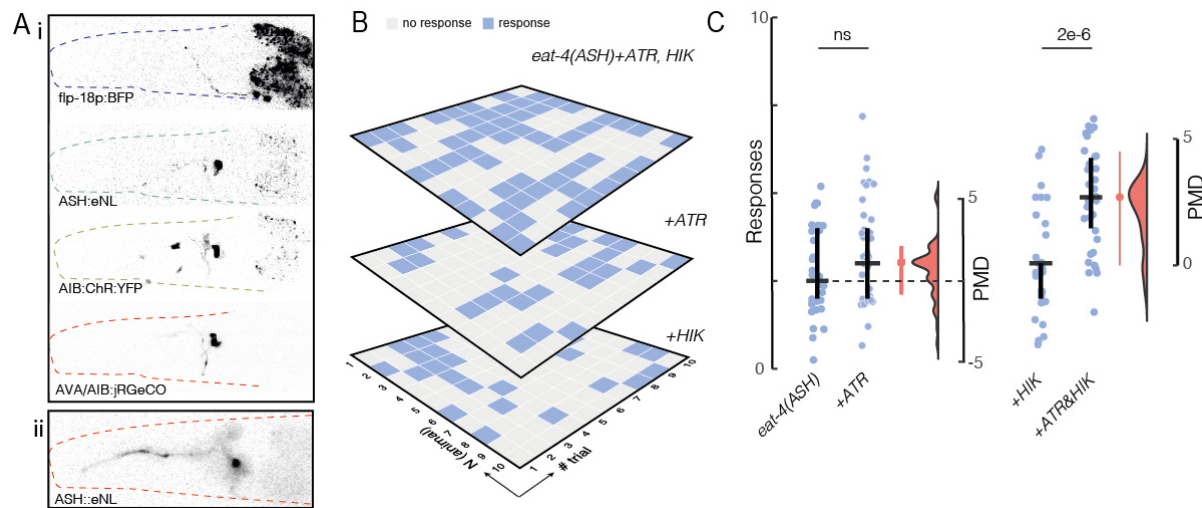 A
i
flp-18p:BFP
ASH:eNL
AIB:ChR:YFP
AVA/AIB:jRGeCO
ii
ASH::eNL
B
no response
response
eat-4(ASH)+ATR, HIK
+ATR
+HIK
1
2
3
4
5
6
7
8
9
10
N (animal)
1
2
3
4
5
6
7
8
9
10
# trial
C
ns
2e-6
10
Responses
0
5
PMD
-5
5
PMD
0
eat-4(ASH)
+ATR
+HIK
+ATR&HIK